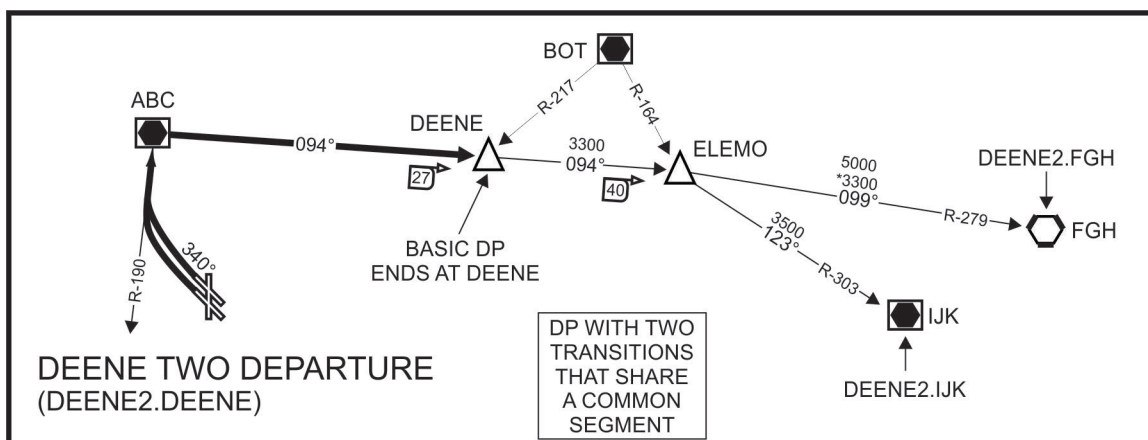 BOT
ABC
R-217
R-164
DEENE
094°
3300
094°
ELEMO
27
40
5000
*3300
099°
DEENE2.FGH
R-279
FGH
3500
123°
R-303
IJK
340°
R-190
BASIC DP
ENDS AT DEENE
DP WITH TWO
TRANSITIONS
THAT SHARE
A COMMON
SEGMENT
DEENE2.IJK
DEENE TWO DEPARTURE
(DEENE2.DEENE)